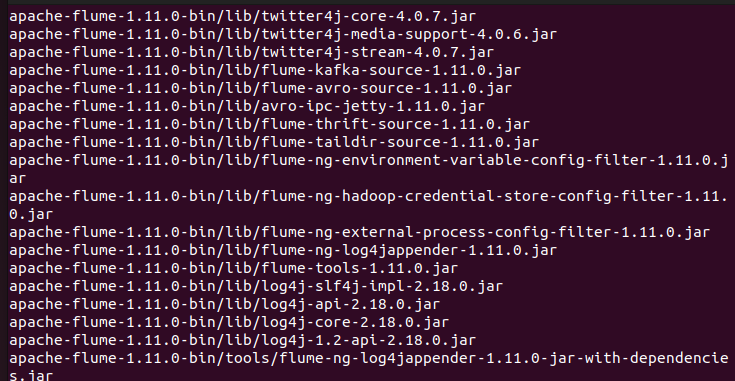 apache-flume-1.11.0-bin/lib/twitter4j-core-4.0.7.jar
apache-flume-1.11.0-bin/lib/twitter4j-media-support-4.0.6.jar
apache-flume-1.11.0-bin/lib/twitter4j-stream-4.0.7.jar
apache-flume-1.11.0-bin/lib/flume-kafka-source-1.11.0.jar
apache-flume-1.11.0-bin/lib/flume-avro-source-1.11.0.jar
apache-flume-1.11.0-bin/lib/avro-ipc-jetty-1.11.0.jar
apache-flume-1.11.0-bin/lib/flume-thrift-source-1.11.0.jar
apache-flume-1.11.0-bin/lib/flume-taildir-source-1.11.0.jar
apache-flume-1.11.0-bin/lib/flume-ng-environment-variable-config-filter-1.11.0.j
ar
apache-flume-1.11.0-bin/lib/flume-ng-hadoop-credential-store-config-filter-1.11.
0.jar
apache-flume-1.11.0-bin/lib/flume-ng-external-process-config-filter-1.11.0.jar
apache-flume-1.11.0-bin/lib/flume-ng-log4jappender-1.11.0.jar
apache-flume-1.11.0-bin/lib/flume-tools-1.11.0.jar
apache-flume-1.11.0-bin/lib/log4j-slf4j-impl-2.18.0.jar
apache-flume-1.11.0-bin/lib/log4j-api-2.18.0.jar
apache-flume-1.11.0-bin/lib/log4j-core-2.18.0.jar
apache-flume-1.11.0-bin/lib/log4j-1.2-api-2.18.0.jar
apache-flume-1.11.0-bin/tools/flume-ng-log4jappender-1.11.0-jar-with-dependencie
s.jar